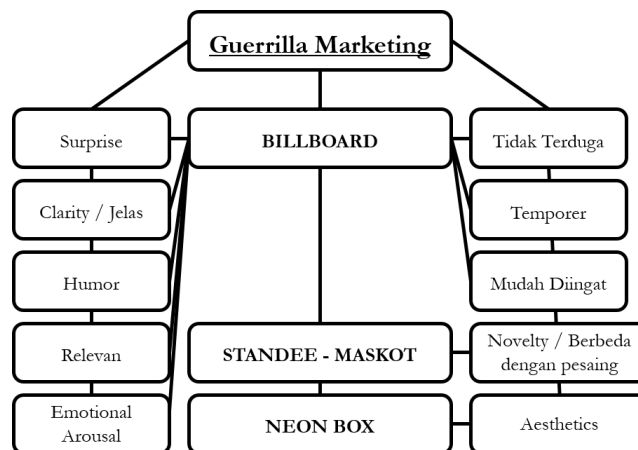 Guerrilla Marketing
Surprise
BILLBOARD
Tidak Terduga
Clarity / Jelas
Temporer
Humor
Mudah Diingat
Relevan
STANDEE - MASKOT
Novelty / Berbeda
dengan pesaing
Emotional
Arousal
NEON BOX
Aesthetics